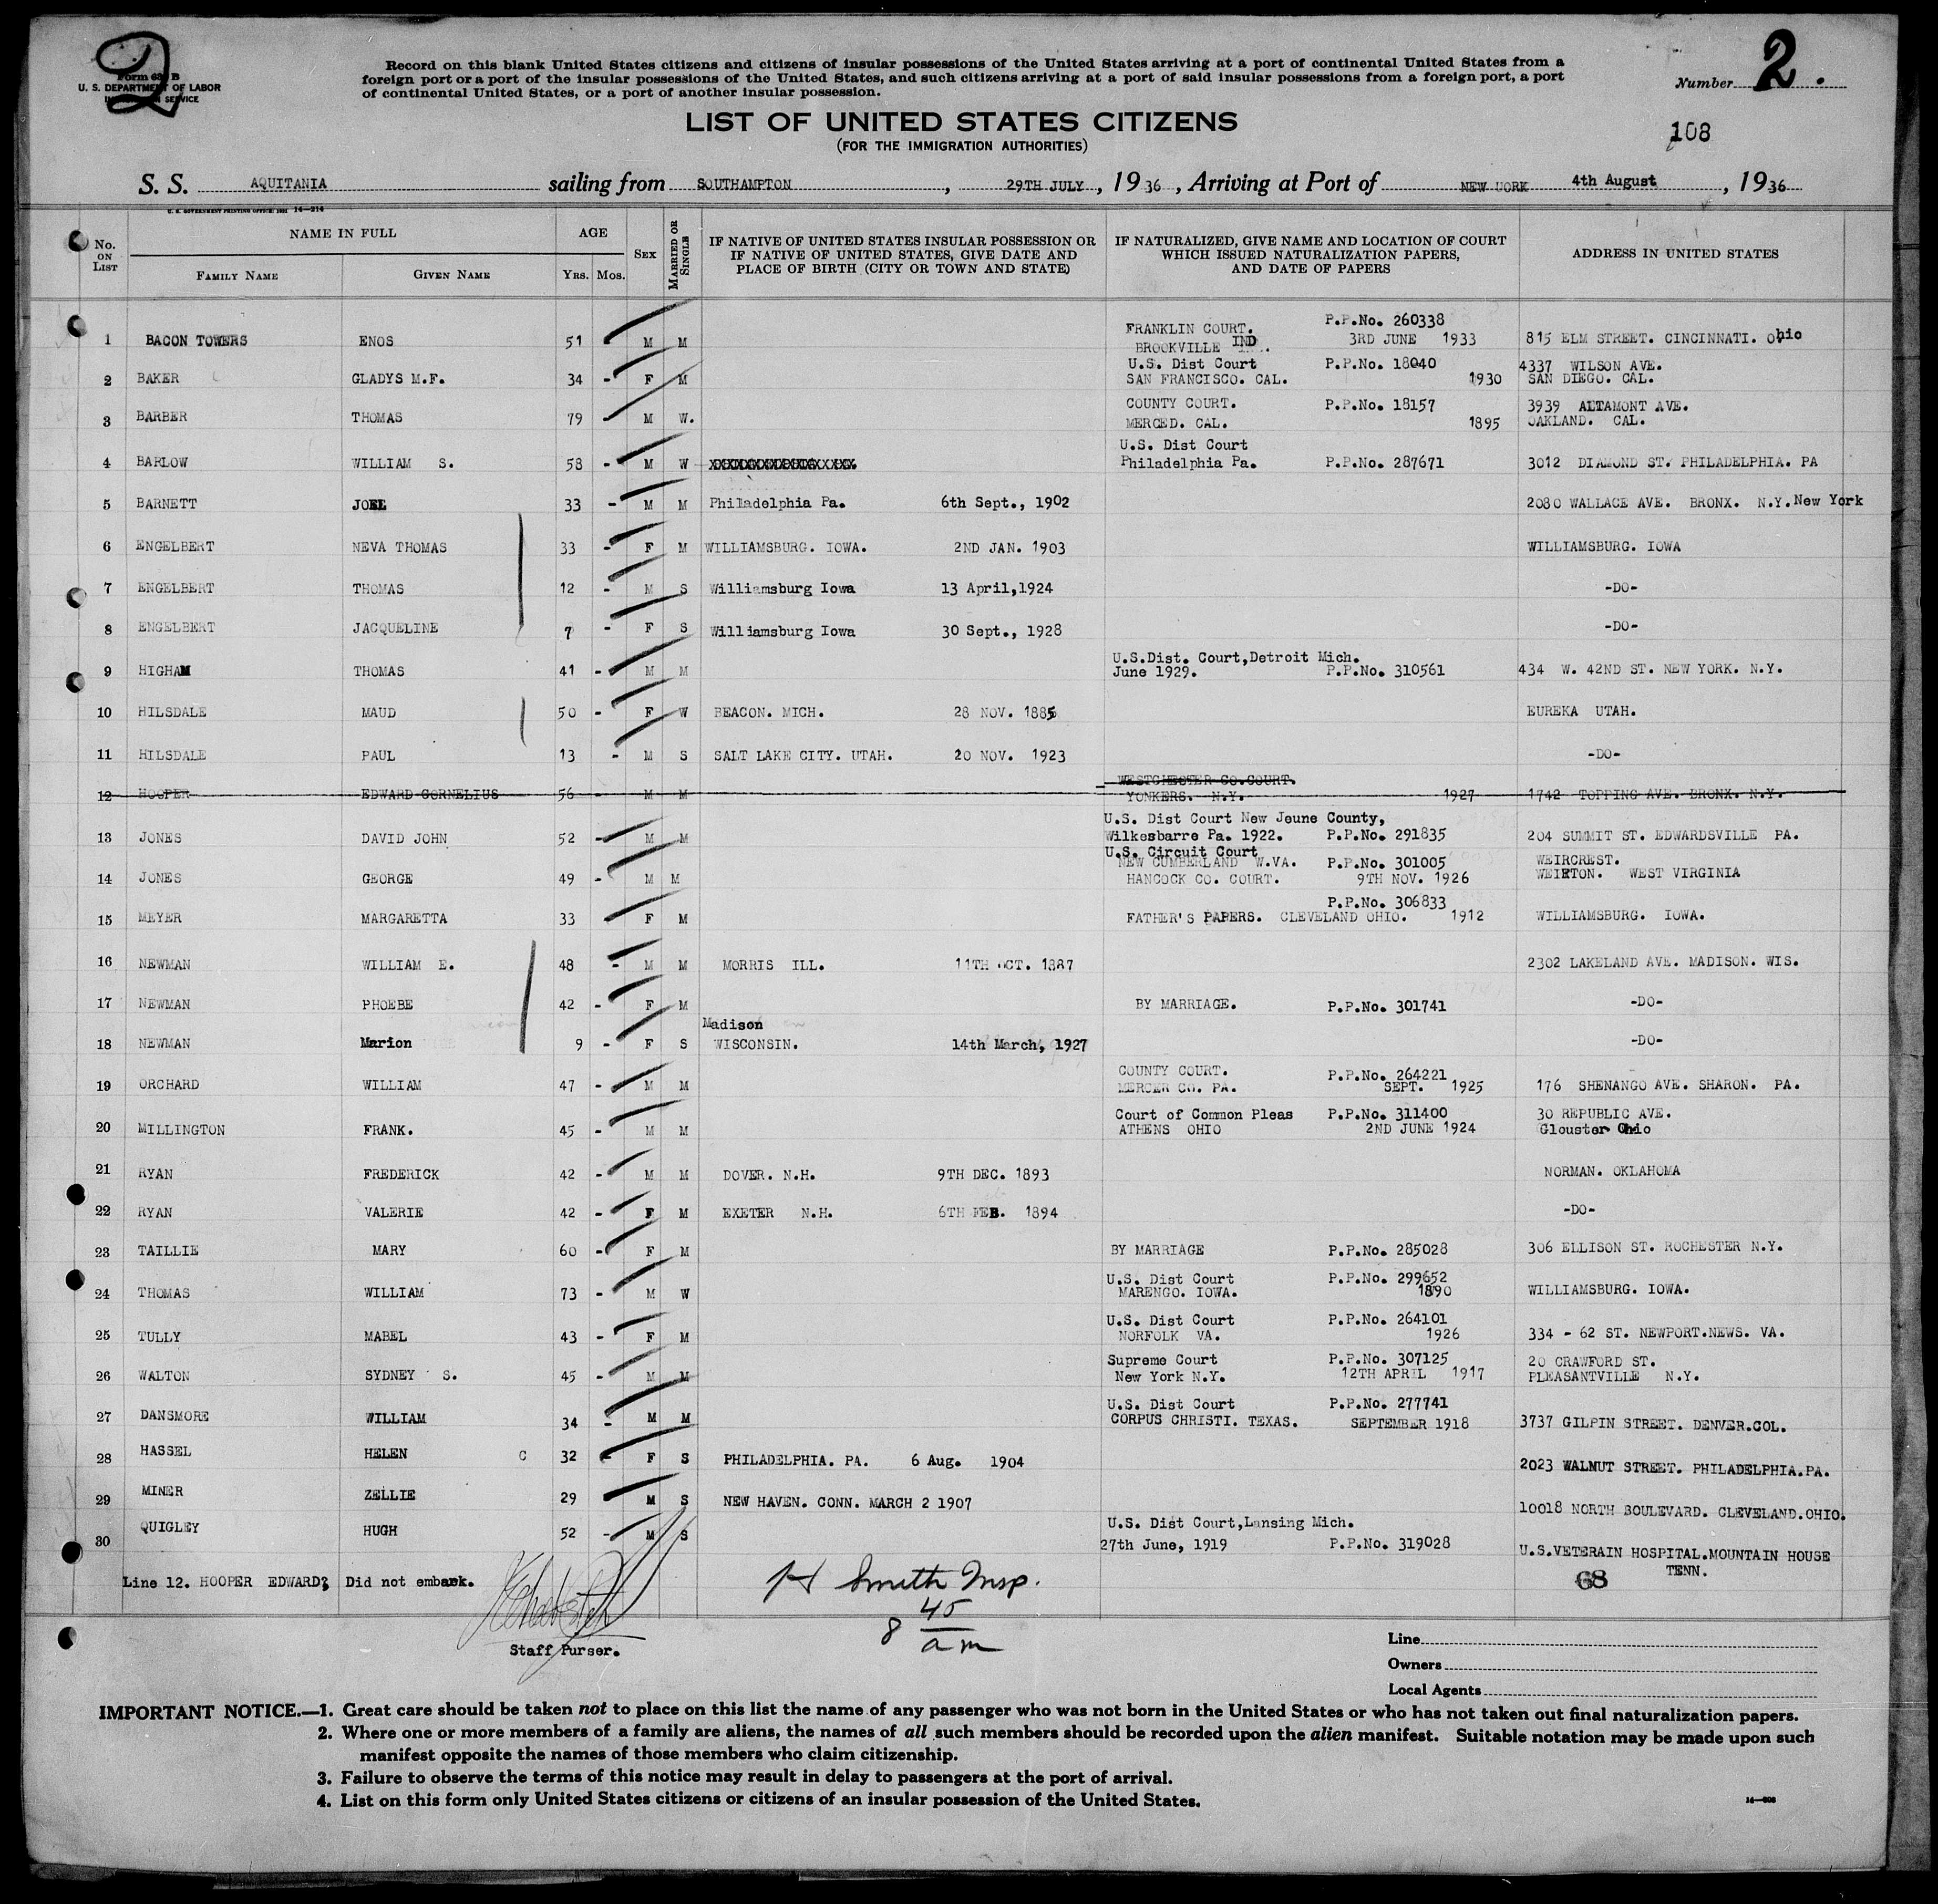 2
Form 63 B
U. S. DEPARTMENT OF LABOR
SERVICE
Record on this blank United States citizens and citizens of insular possessions of the United States arriving at a port of continental United States from a
foreign port or a port of the insular possessions of the United States, and such citizens arriving at a port of said insular possessions from a foreign port, a port
of continental United States, or a port of another insular possession.
Number 2.
LIST OF UNITED STATES CITIZENS
(FOR THE IMMIGRATION AUTHORITIES)
108
S. S. AQUITANIA sailing from SOUTHAMPTON, 29TH JULY, 1936, Arriving at Port of NEW YORK 4th August, 1936
U. S. GOVERNMENT PRINTING OFFICE: 1931 14—214
No. ON LIST NAME IN FULL FAMILY NAME GIVEN NAME AGE YRS. MOS. SEX MARRIED OR SINGLE IF NATIVE OF UNITED STATES INSULAR POSSESSION OR IF NATIVE OF UNITED STATES, GIVE DATE AND PLACE OF BIRTH (CITY OR TOWN AND STATE) IF NATURALIZED, GIVE NAME AND LOCATION OF COURT WHICH ISSUED NATURALIZATION PAPERS, AND DATE OF PAPERS ADDRESS IN UNITED STATES
1 BACON TOWERS ENOS 51 - M M FRANKLIN COURT. BROOKVILLE IND. P.P.No. 260338 3RD JUNE 1933 815 ELM STREET. CINCINNATI. Ohio
2 BAKER GLADYS M.F. 34 - F M U.S. Dist Court SAN FRANCISCO. CAL. P.P.No. 18040 1930 4337 WILSON AVE. SAN DIEGO. CAL.
3 BARBER THOMAS 79 - M W. COUNTY COURT. MERCED. CAL. P.P.No. 18157 1895 3939 ALTAMONT AVE. OAKLAND. CAL.
4 BARLOW WILLIAM S. 58 - M W U.S. Dist Court Philadelphia Pa. P.P.No. 287671 3012 DIAMOND ST. PHILADELPHIA. PA
5 BARNETT JOEL 33 - M M Philadelphia Pa. 6th Sept., 1902 2080 WALLACE AVE. BRONX. N.Y. New York
6 ENGELBERT NEVA THOMAS 33 - F M WILLIAMSBURG. IOWA. 2ND JAN. 1903 WILLIAMSBURG. IOWA
7 ENGELBERT THOMAS 12 - M S Williamsburg Iowa 13 April,1924 -DO-
8 ENGELBERT JACQUELINE 7 - F S Williamsburg Iowa 30 Sept., 1928 -DO-
9 HIGHAM THOMAS 41 - M M U.S.Dist. Court,Detroit Mich. June 1929. P.P.No. 310561 434 W. 42ND ST. NEW YORK. N.Y.
10 HILSDALE MAUD 50 - F W BEACON. MICH. 28 NOV. 1885 EUREKA UTAH.
11 HILSDALE PAUL 13 - M S SALT LAKE CITY. UTAH. 20 NOV. 1923 -DO-
12 HOOPER EDWARD CORNELIUS 56 - M M WESTCHESTER CO.COURT. YONKERS. N.Y. 1927 1742 TOPPING AVE. BRONX. N.Y.
13 JONES DAVID JOHN 52 - M M U.S. Dist Court New Jeune County, Wilkesbarre Pa. 1922. P.P.No. 291835 204 SUMMIT ST. EDWARDSVILLE PA.
14 JONES GEORGE 49 - M M U.S. Circuit Court NEW CUMBERLAND W.VA. HANCOCK CO. COURT. P.P.No. 301005 9TH NOV. 1926 WEIRCREST. WEIRTON. WEST VIRGINIA
15 MEYER MARGARETTA 33 - F M FATHER'S PAPERS. CLEVELAND OHIO. P.P.No. 306833 1912 WILLIAMSBURG. IOWA.
16 NEWMAN WILLIAM E. 48 - M M MORRIS ILL. 11TH OCT. 1887 2302 LAKELAND AVE. MADISON. WIS.
17 NEWMAN PHOEBE 42 - F M BY MARRIAGE. P.P.No. 301741 -DO-
18 NEWMAN Marion 9 - F S Madison WISCONSIN. 14th March, 1927 -DO-
19 ORCHARD WILLIAM 47 - M M COUNTY COURT. MERCER CO. PA. P.P.No. 264221 SEPT. 1925 176 SHENANGO AVE. SHARON. PA.
20 MILLINGTON FRANK. 45 - M M Court of Common Pleas ATHENS OHIO P.P.No. 311400 2ND JUNE 1924 30 REPUBLIC AVE. Glouster Ohio
21 RYAN FREDERICK 42 - M M DOVER. N.H. 9TH DEC. 1893 NORMAN. OKLAHOMA
22 RYAN VALERIE 42 - F M EXETER N.H. 6TH FEB. 1894 -DO-
23 TAILLIE MARY 60 - F M BY MARRIAGE P.P.No. 285028 306 ELLISON ST. ROCHESTER N.Y.
24 THOMAS WILLIAM 73 - M W U.S. Dist Court MARENGO. IOWA. P.P.No. 299652 1890 WILLIAMSBURG. IOWA.
25 TULLY MABEL 43 - F M U.S. Dist Court NORFOLK VA. P.P.No. 264101 1926 334 - 62 ST. NEWPORT.NEWS. VA.
26 WALTON SYDNEY S. 45 - M M Supreme Court New York N.Y. P.P.No. 307125 12TH APRIL 1917 20 CRAWFORD ST. PLEASANTVILLE N.Y.
27 DANSMORE WILLIAM 34 - M M U.S. Dist Court CORPUS CHRISTI. TEXAS. P.P.No. 277741 SEPTEMBER 1918 3737 GILPIN STREET. DENVER.COL.
28 HASSEL HELEN C 32 - F S PHILADELPHIA. PA. 6 Aug. 1904 2023 WALNUT STREET. PHILADELPHIA.PA.
29 MINER ZELLIE 29 M S NEW HAVEN. CONN. MARCH 2 1907 10018 NORTH BOULEVARD. CLEVELAND.OHIO.
30 QUIGLEY HUGH 52 - M S U.S. Dist Court,Lansing Mich. 27th June, 1919 P.P.No. 319028 U.S.VETERAIN HOSPITAL.MOUNTAIN HOUSE TENN.
Line 12. HOOPER EDWARD; Did not embark.
H Smith Insp.
68
8 45 am
Staff Purser.
Line
Owners
Local Agents
IMPORTANT NOTICE.—1. Great care should be taken not to place on this list the name of any passenger who was not born in the United States or who has not taken out final naturalization papers.
2. Where one or more members of a family are aliens, the names of all such members should be recorded upon the alien manifest. Suitable notation may be made upon such
manifest opposite the names of those members who claim citizenship.
3. Failure to observe the terms of this notice may result in delay to passengers at the port of arrival.
4. List on this form only United States citizens or citizens of an insular possession of the United States.